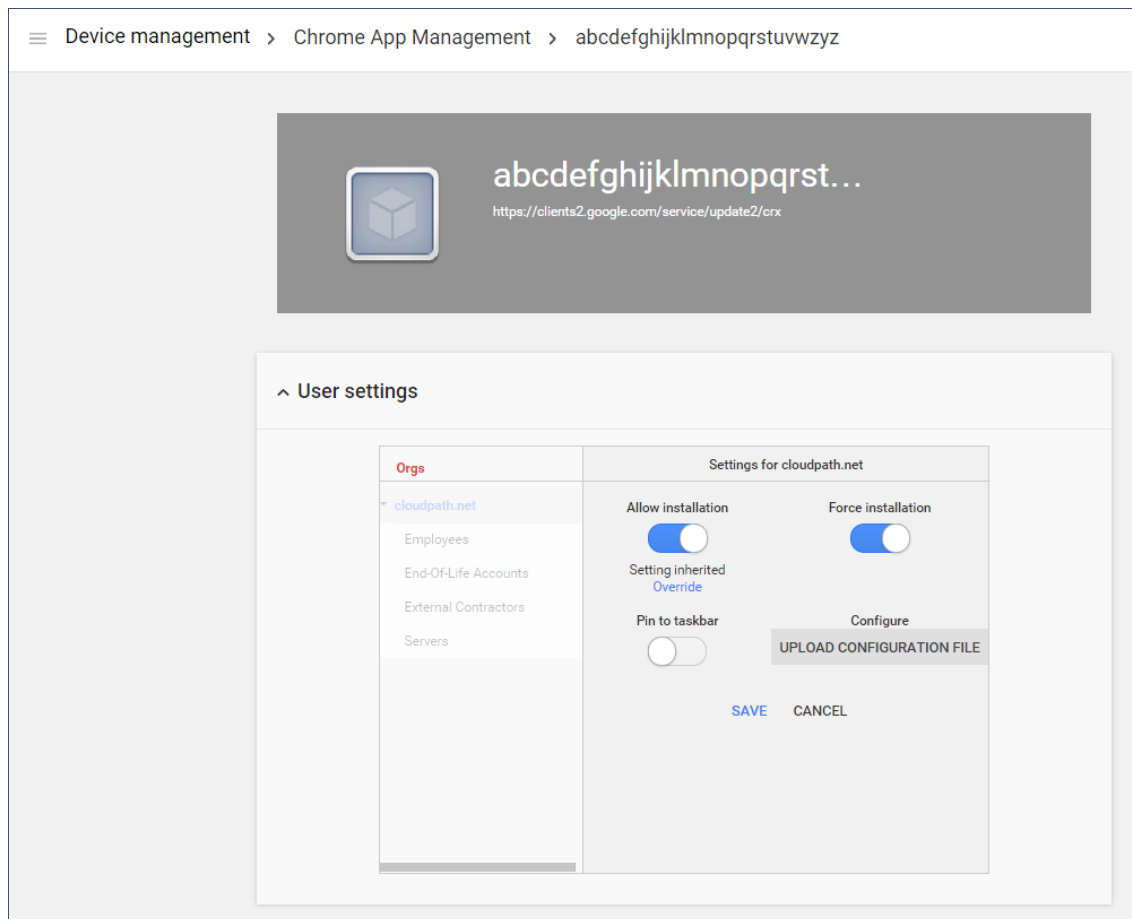 Device management > Chrome App Management > abcdefghijklmnopqrstuvwzyz
abcdefghijklmnopqrst...
https://clients2.google.com/service/update2/crx
User settings
Orgs
cloudpath.net
Employees
End-Of-Life Accounts
External Contractors
Servers
Settings for cloudpath.net
Allow installation
Force installation
Setting inherited
Override
Pin to taskbar
Configure
UPLOAD CONFIGURATION FILE
SAVE CANCEL